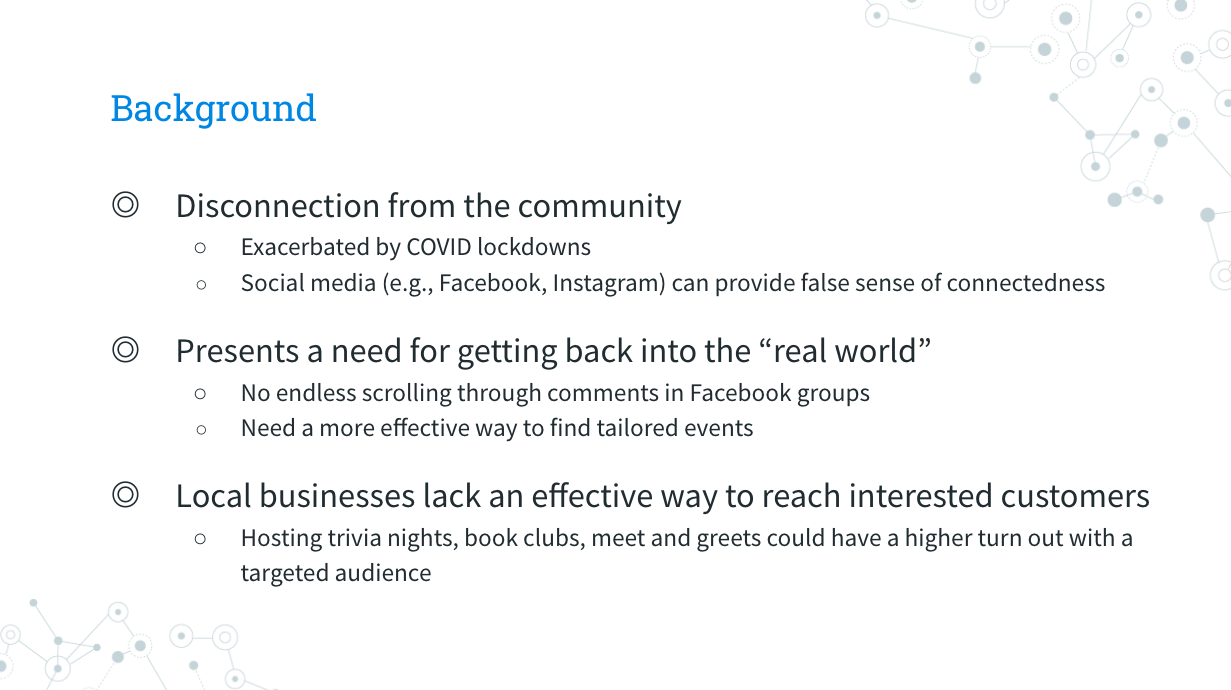 Background
◎ Disconnection from the community
○ Exacerbated by COVID lockdowns
○ Social media (e.g., Facebook, Instagram) can provide false sense of connectedness
◎ Presents a need for getting back into the “real world”
○ No endless scrolling through comments in Facebook groups
○ Need a more effective way to find tailored events
◎ Local businesses lack an effective way to reach interested customers
○ Hosting trivia nights, book clubs, meet and greets could have a higher turn out with a
targeted audience